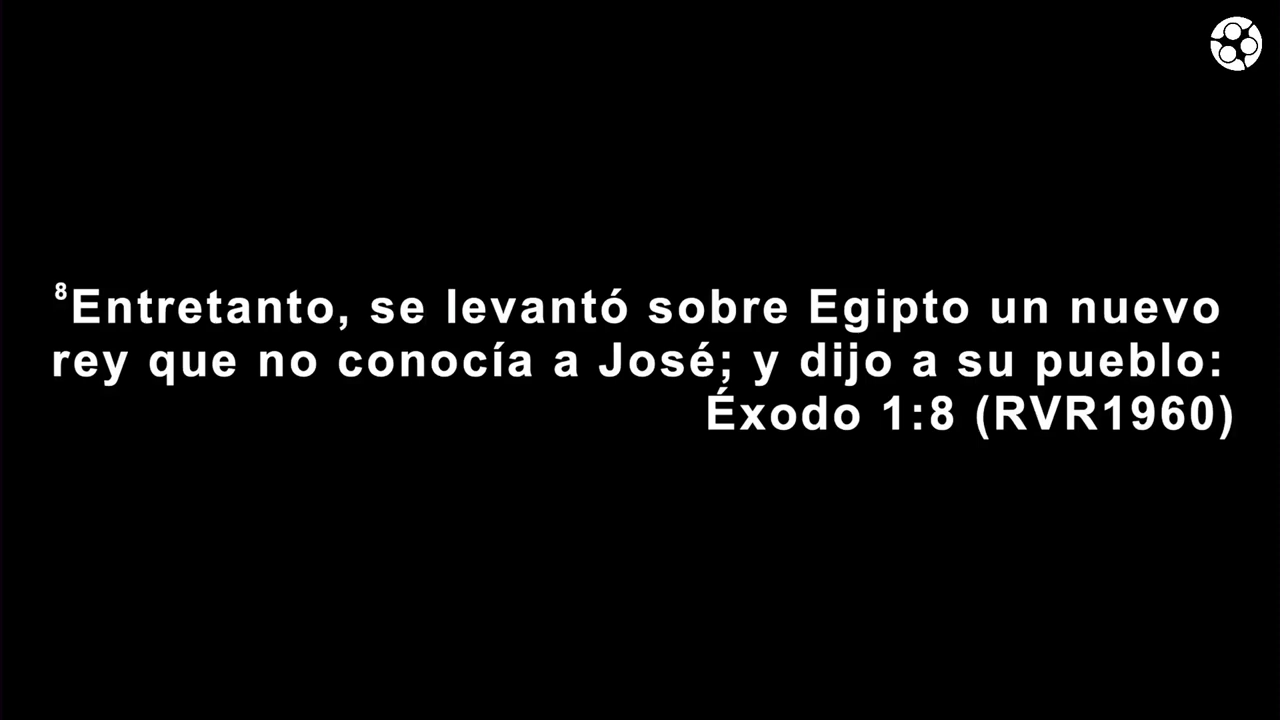 ⁸Entretanto, se levantó sobre Egipto un nuevo
rey que no conocía a José; y dijo a su pueblo:
Éxodo 1:8 (RVR1960)